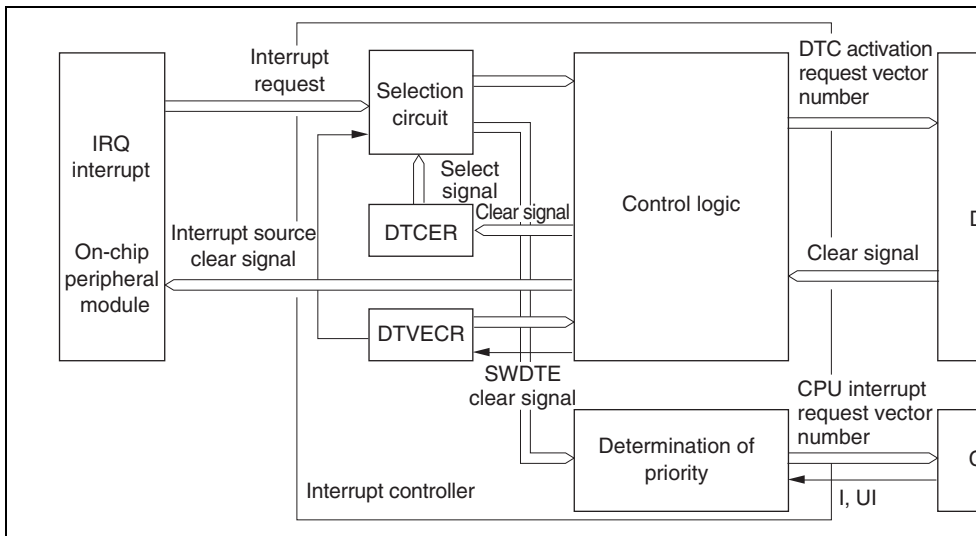 Interrupt
request
DTC activation
request vector
number
Selection
circuit
IRQ
interrupt
Select
signal
Control logic
D
DTCER
Clear signal
Interrupt source
clear signal
On-chip
peripheral
module
Clear signal
DTVECR
SWDTE
clear signal
CPU interrupt
request vector
number
Determination of
priority
C
I, UI
Interrupt controller